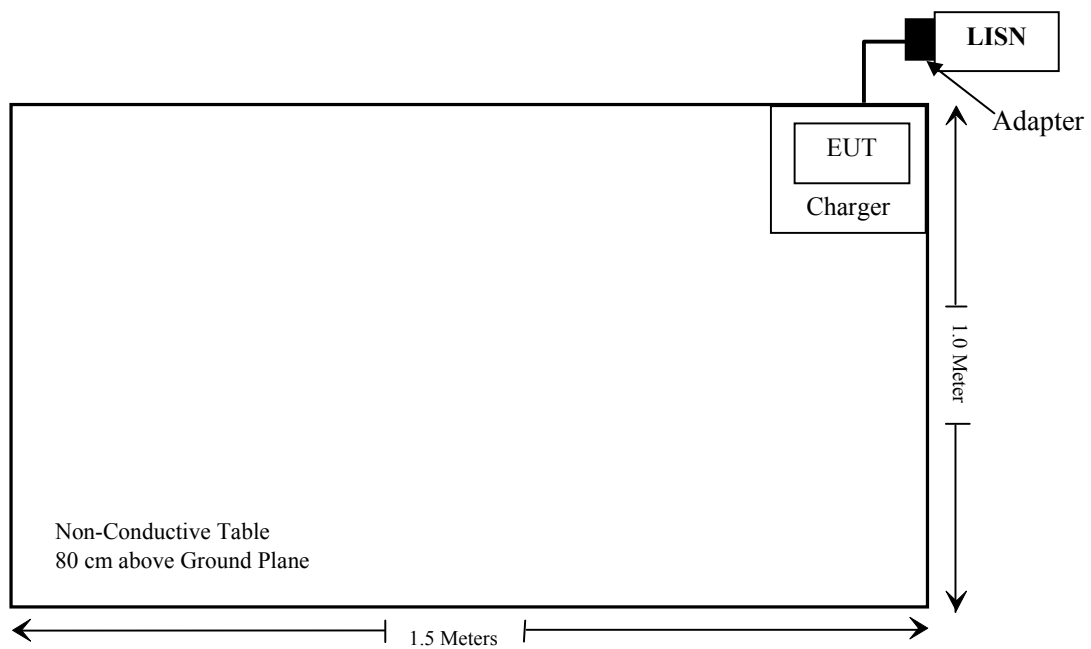 LISN
Adapter
EUT
Charger
1.0 Meter
Non-Conductive Table
80 cm above Ground Plane
1.5 Meters